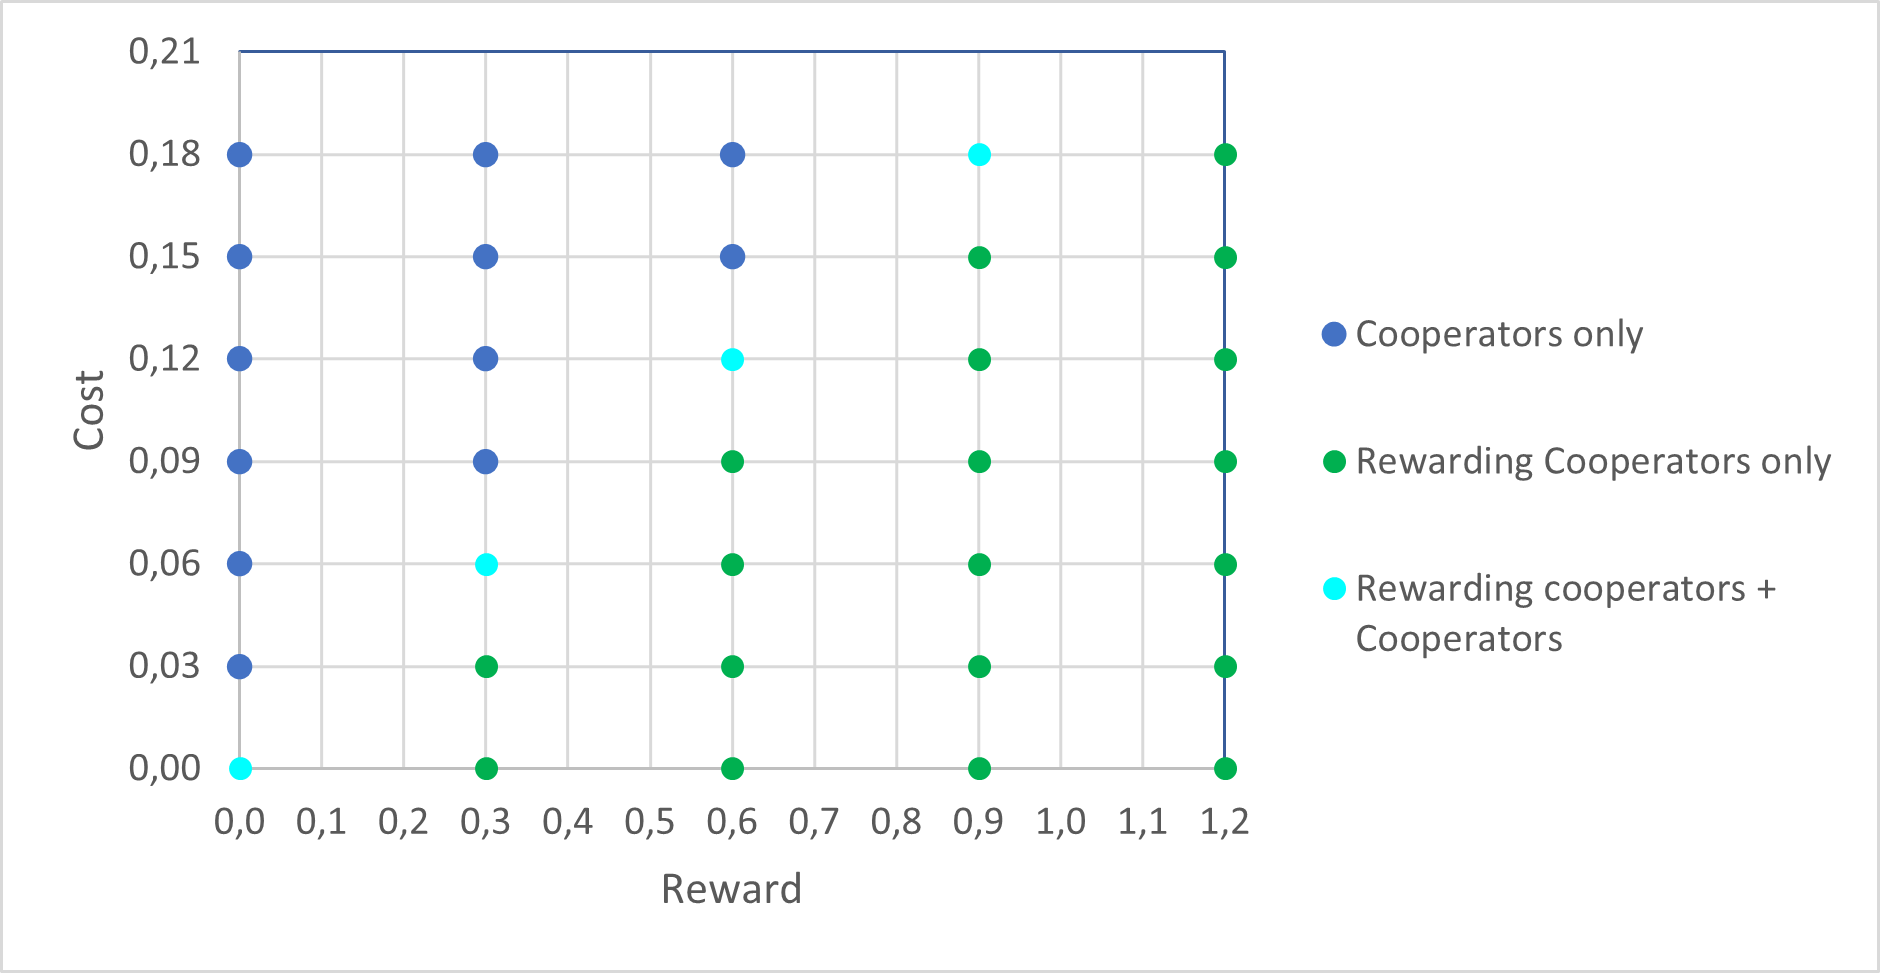 0,21
0,18
0,15
0,12
0,09
0,06
0,03
0,00
Cost
0,0 0,1 0,2 0,3 0,4 0,5 0,6 0,7 0,8 0,9 1,0 1,1 1,2
Reward
Cooperators only
Rewarding Cooperators only
Rewarding cooperators +
Cooperators